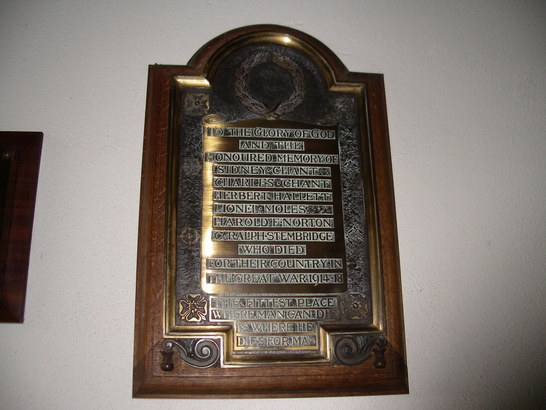 TO THE GLORY OF GOD
AND THE
HONOURED MEMORY OF
SIDNEY CHANT
CHARLES CHANT
HERBERT HALLETT
LIONEL MOLES
HAROLD E. NORTON
C. RALPH STEMBRIDGE
WHO DIED
FOR THEIR COUNTRY IN
THE GREAT WAR 1914-18
THE FITTEST PLACE
WHERE MAN CAN DIE
IS WHERE HE
DIES FOR MAN